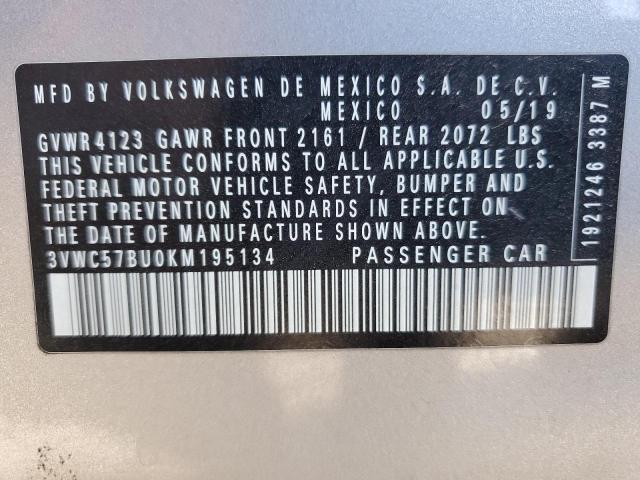 MFD BY VOLKSWAGEN DE MEXICO S.A. DE C.V.
MEXICO 05/19
GVWR 4123 GAWR FRONT 2161 / REAR 2072 LBS
THIS VEHICLE CONFORMS TO ALL APPLICABLE U.S.
FEDERAL MOTOR VEHICLE SAFETY, BUMPER AND
THEFT PREVENTION STANDARDS IN EFFECT ON
THE DATE OF MANUFACTURE SHOWN ABOVE.
3VWC57BU0KM195134 PASSENGER CAR
1921246 3387 M